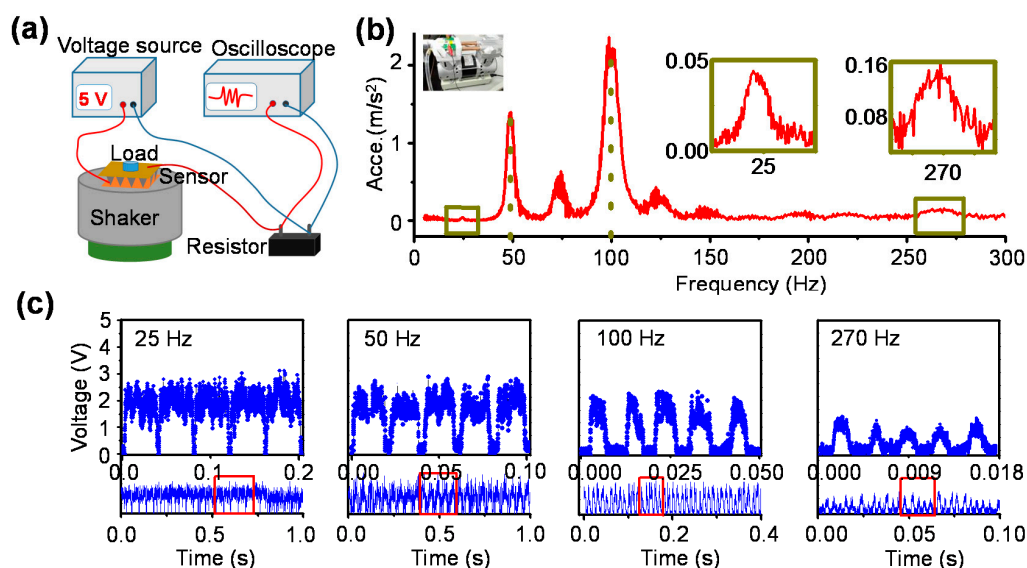 (a)
Voltage source
Oscilloscope
5 V
Load
Sensor
Shaker
Resistor
(b)
Acce.(m/s²)
2
1
0
0.05
0.00
25
0.16
0.08
270
50
100
150
200
250
300
Frequency (Hz)
(c)
Voltage (V)
5
4
3
2
1
0
25 Hz
0.0
0.1
0.2
0.0
0.5
1.0
Time (s)
50 Hz
0.00
0.05
0.10
0.0
0.5
1.0
Time (s)
100 Hz
0.000
0.025
0.050
0.0
0.2
0.4
Time (s)
270 Hz
0.000
0.009
0.018
0.00
0.05
0.10
Time (s)